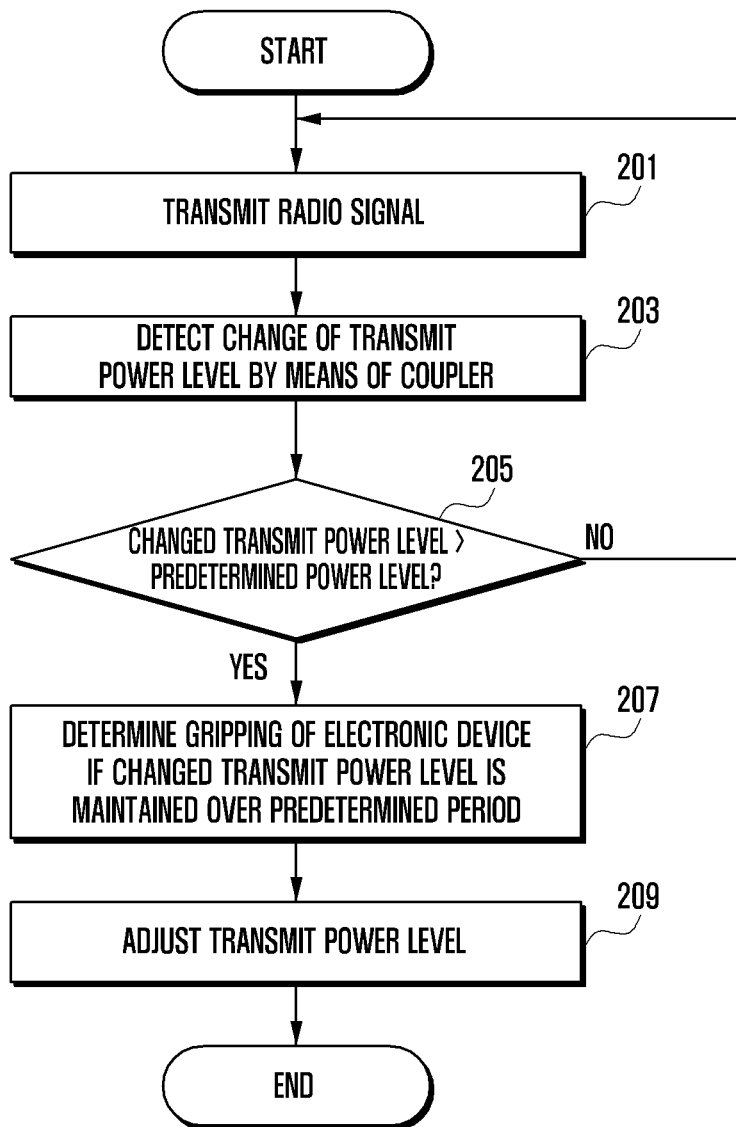 START
201
TRANSMIT RADIO SIGNAL
203
DETECT CHANGE OF TRANSMIT
POWER LEVEL BY MEANS OF COUPLER
205
CHANGED TRANSMIT POWER LEVEL >
PREDETERMINED POWER LEVEL?
NO
YES
207
DETERMINE GRIPPING OF ELECTRONIC DEVICE
IF CHANGED TRANSMIT POWER LEVEL IS
MAINTAINED OVER PREDETERMINED PERIOD
209
ADJUST TRANSMIT POWER LEVEL
END